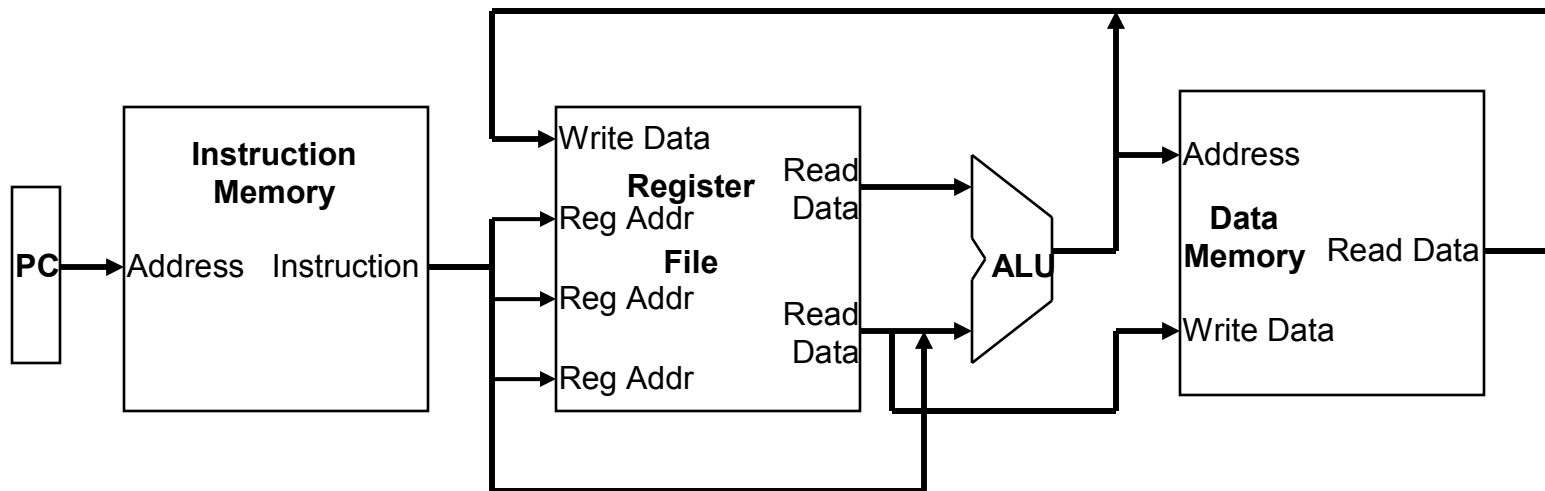 PC
Instruction
Memory
Address
Instruction
Write Data
Register
File
Reg Addr
Reg Addr
Reg Addr
Read
Data
Read
Data
ALU
Address
Data
Memory
Read Data
Write Data